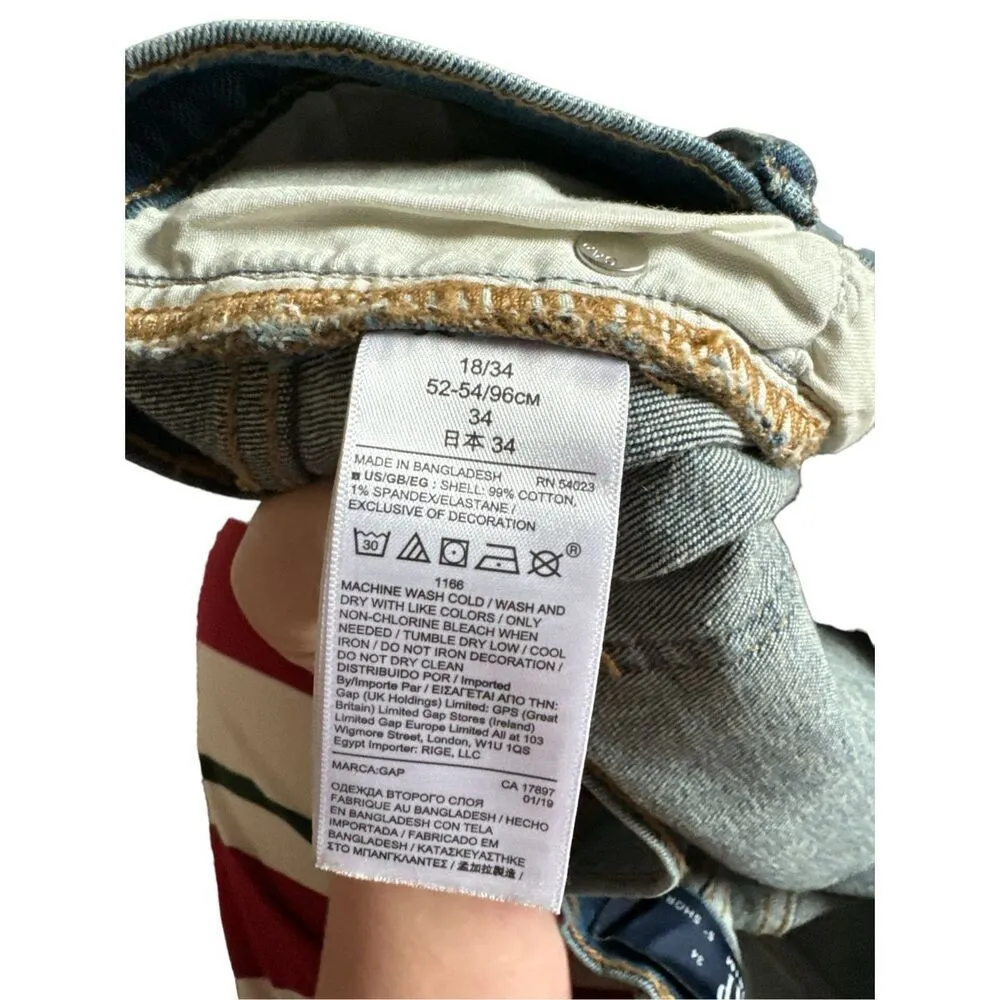 18/34
52-54/96см
34
日本 34
MADE IN BANGLADESH RN 54023
US/GB/EG : SHELL: 99% COTTON,
1% SPANDEX/ELASTANE /
EXCLUSIVE OF DECORATION
30 ®
1166
MACHINE WASH COLD / WASH AND
DRY WITH LIKE COLORS / ONLY
NON-CHLORINE BLEACH WHEN
NEEDED / TUMBLE DRY LOW / COOL
IRON / DO NOT IRON DECORATION /
DO NOT DRY CLEAN
DISTRIBUIDO POR / Imported
By/Importe Par / ΕΙΣΑΓΕΤΑΙ ΑΠΟ ΤΗΝ:
Gap (UK Holdings) Limited: GPS (Great
Britain) Limited Gap Stores (Ireland)
Limited Gap Europe Limited All at 103
Wigmore Street, London, W1U 1QS
Egypt Importer: RIGE, LLC
MARCA:GAP
CA 17897
01/19
ОДЕЖДА ВТОРОГО СЛОЯ
FABRIQUE AU BANGLADESH / HECHO
EN BANGLADESH CON TELA
IMPORTADA / FABRICADO EM
BANGLADESH / ΚΑΤΑΣΚΕΥΑΣΤΗΚΕ
ΣΤΟ ΜΠΑΝΓΚΛΑΝΤΕΣ / 孟加拉製造 /
34 5" SHOR